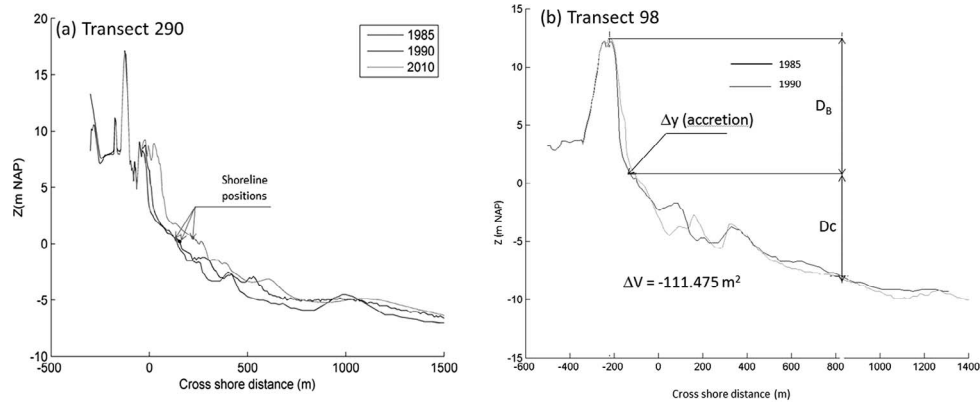 (a) Transect 290
20
15
10
5
0
-5
-10
Z(m NAP)
1985
1990
2010
Shoreline
positions
-500
0
500
1000
1500
Cross shore distance (m)
(b) Transect 98
15
10
5
0
-5
-10
15
Z (m NAP)
1985
1990
Δy (accretion)
DB
Dc
ΔV = -111.475 m²
-600
-400
-200
0
200
400
600
800
1000
1200
1400
Cross shore distance (m)